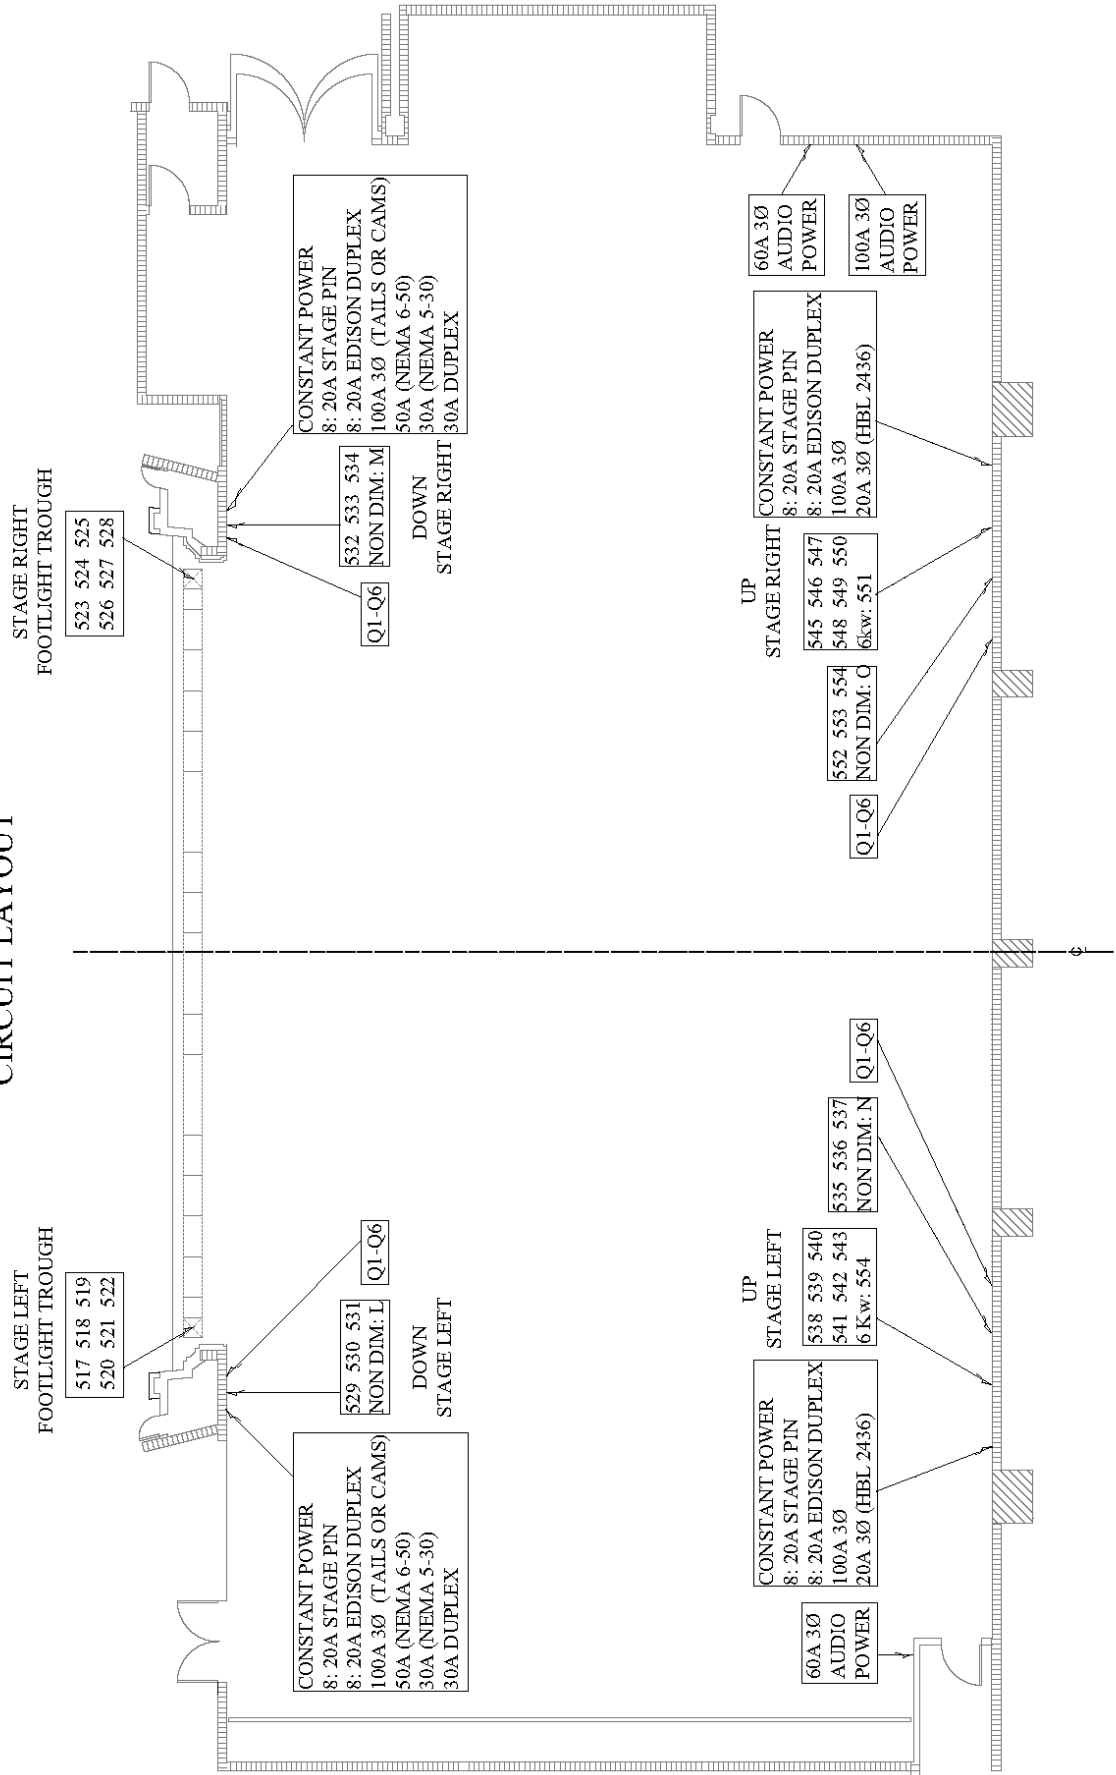 CIRCUIT LAYOUT
STAGE LEFT
FOOTLIGHT TROUGH
517 518 519
520 521 522
STAGE RIGHT
FOOTLIGHT TROUGH
523 524 525
526 527 528
CONSTANT POWER
8: 20A STAGE PIN
8: 20A EDISON DUPLEX
100A 3Ø (TAILS OR CAMS)
50A (NEMA 6-50)
30A (NEMA 5-30)
30A DUPLEX
529 530 531
NON DIM: L
Q1-Q6
DOWN
STAGE LEFT
Q1-Q6
532 533 534
NON DIM: M
DOWN
STAGE RIGHT
CONSTANT POWER
8: 20A STAGE PIN
8: 20A EDISON DUPLEX
100A 3Ø (TAILS OR CAMS)
50A (NEMA 6-50)
30A (NEMA 5-30)
30A DUPLEX
60A 3Ø
AUDIO
POWER
CONSTANT POWER
8: 20A STAGE PIN
8: 20A EDISON DUPLEX
100A 3Ø
20A 3Ø (HBL 2436)
UP
STAGE LEFT
538 539 540
541 542 543
6 Kw: 554
535 536 537
NON DIM: N
Q1-Q6
Q1-Q6
552 553 554
NON DIM: O
UP
STAGE RIGHT
545 546 547
548 549 550
6kw: 551
CONSTANT POWER
8: 20A STAGE PIN
8: 20A EDISON DUPLEX
100A 3Ø
20A 3Ø (HBL 2436)
60A 3Ø
AUDIO
POWER
100A 3Ø
AUDIO
POWER